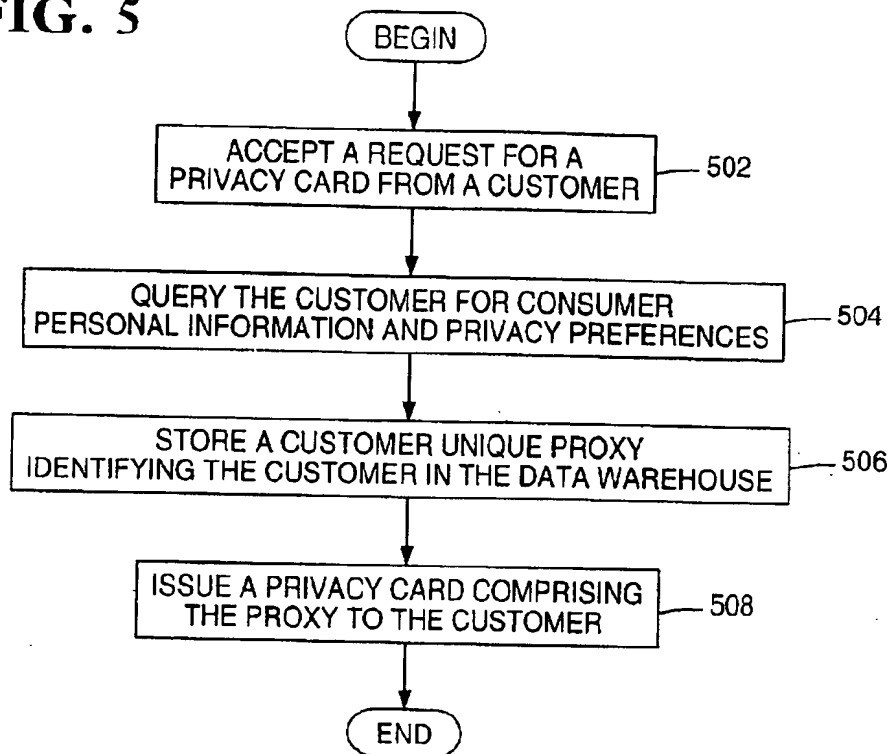 FIG. 5
BEGIN
ACCEPT A REQUEST FOR A
PRIVACY CARD FROM A CUSTOMER
502
QUERY THE CUSTOMER FOR CONSUMER
PERSONAL INFORMATION AND PRIVACY PREFERENCES
504
STORE A CUSTOMER UNIQUE PROXY
IDENTIFYING THE CUSTOMER IN THE DATA WAREHOUSE
506
ISSUE A PRIVACY CARD COMPRISING
THE PROXY TO THE CUSTOMER
508
END